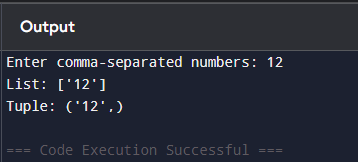 Output
Enter comma-separated numbers: 12
List: ['12']
Tuple: ('12',)
=== Code Execution Successful ===